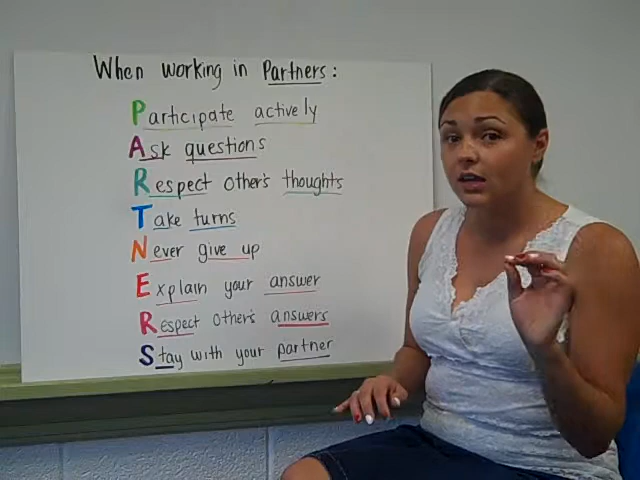 When working in Partners:
Participate actively
Ask questions
Respect other's thoughts
Take turns
Never give up
Explain your answer
Respect other's answers
Stay with your partner